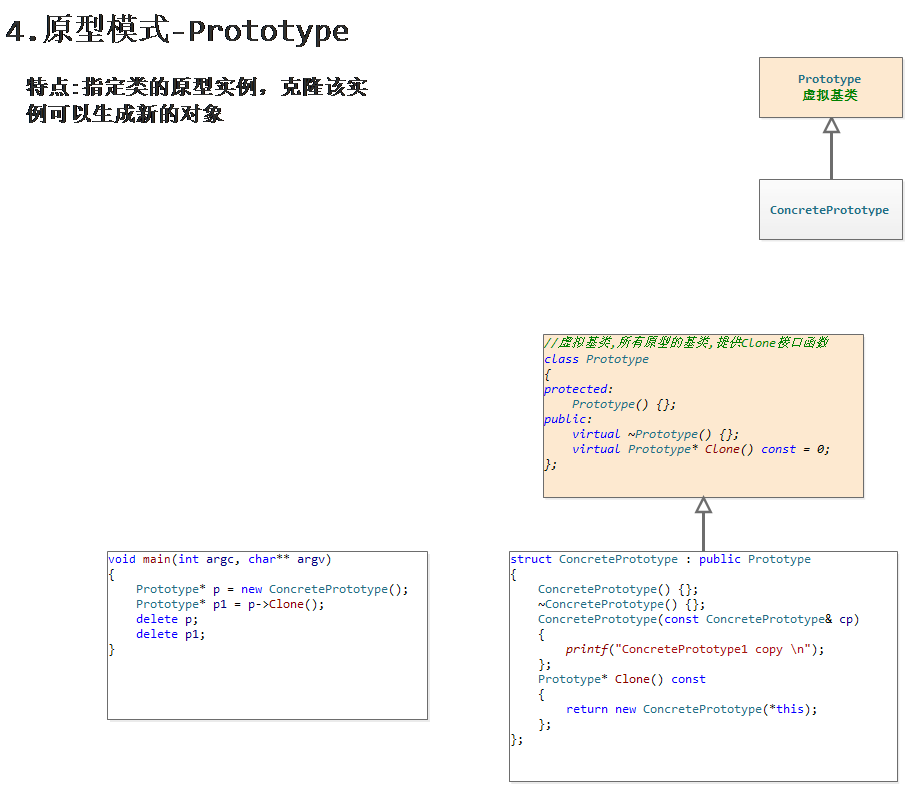 4.原型模式-Prototype
特点:指定类的原型实例，克隆该实
例可以生成新的对象
Prototype
虚拟基类
ConcretePrototype
//虚拟基类,所有原型的基类,提供Clone接口函数
class Prototype
{
protected:
    Prototype() {};
public:
    virtual ~Prototype() {};
    virtual Prototype* Clone() const = 0;
};
void main(int argc, char** argv)
{
    Prototype* p = new ConcretePrototype();
    Prototype* p1 = p->Clone();
    delete p;
    delete p1;
}
struct ConcretePrototype : public Prototype
{
    ConcretePrototype() {};
    ~ConcretePrototype() {};
    ConcretePrototype(const ConcretePrototype& cp)
    {
        printf("ConcretePrototype1 copy \n");
    };
    Prototype* Clone() const
    {
        return new ConcretePrototype(*this);
    };
};